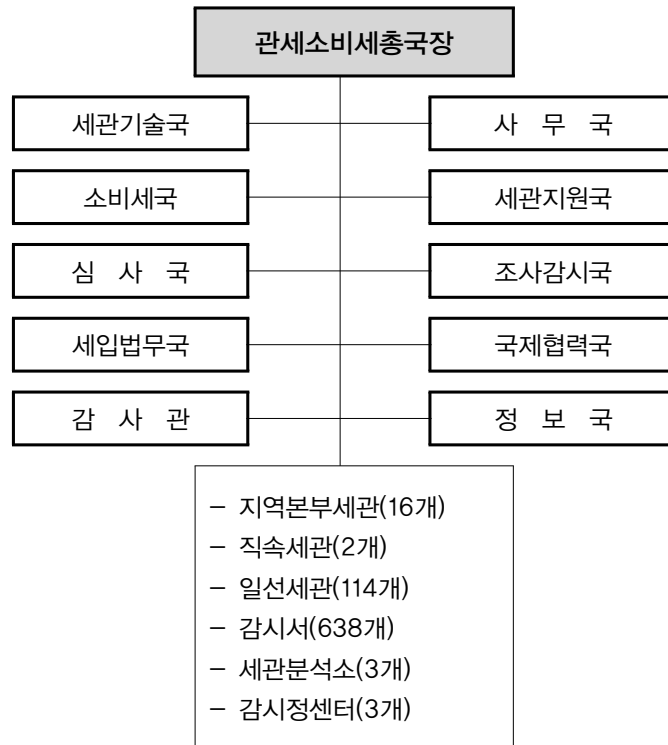 관세소비세총국장
세관기술국
사 무 국
소비세국
세관지원국
심 사 국
조사감시국
세입법무국
국제협력국
감 사 관
정 보 국
– 지역본부세관(16개)
– 직속세관(2개)
– 일선세관(114개)
– 감시서(638개)
– 세관분석소(3개)
– 감시정센터(3개)